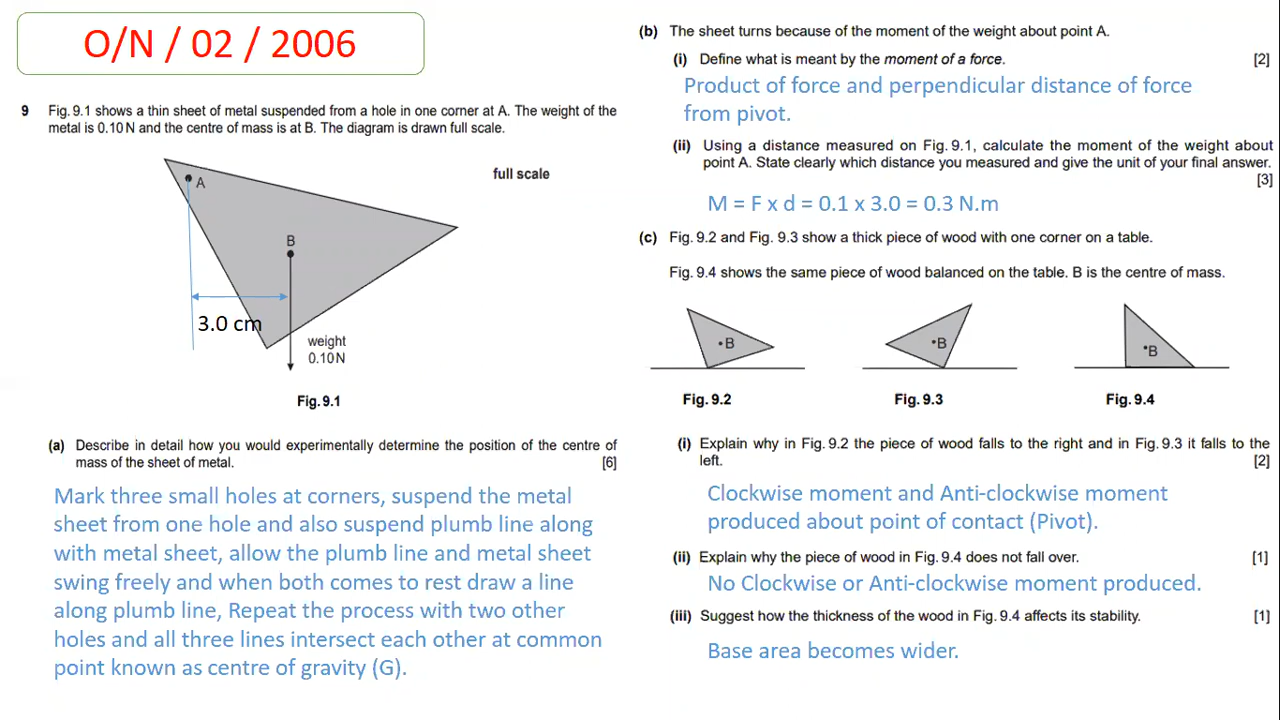 O/N / 02 / 2006
9 Fig. 9.1 shows a thin sheet of metal suspended from a hole in one corner at A. The weight of the
metal is 0.10 N and the centre of mass is at B. The diagram is drawn full scale.
full scale
A
B
3.0 cm
weight
0.10 N
Fig. 9.1
(a) Describe in detail how you would experimentally determine the position of the centre of
mass of the sheet of metal. [6]
Mark three small holes at corners, suspend the metal
sheet from one hole and also suspend plumb line along
with metal sheet, allow the plumb line and metal sheet
swing freely and when both comes to rest draw a line
along plumb line, Repeat the process with two other
holes and all three lines intersect each other at common
point known as centre of gravity (G).
(b) The sheet turns because of the moment of the weight about point A.
(i) Define what is meant by the moment of a force. [2]
Product of force and perpendicular distance of force
from pivot.
(ii) Using a distance measured on Fig. 9.1, calculate the moment of the weight about
point A. State clearly which distance you measured and give the unit of your final answer.
[3]
M = F x d = 0.1 x 3.0 = 0.3 N.m
(c) Fig. 9.2 and Fig. 9.3 show a thick piece of wood with one corner on a table.
Fig. 9.4 shows the same piece of wood balanced on the table. B is the centre of mass.
B
B
B
Fig. 9.2
Fig. 9.3
Fig. 9.4
(i) Explain why in Fig. 9.2 the piece of wood falls to the right and in Fig. 9.3 it falls to the
left. [2]
Clockwise moment and Anti-clockwise moment
produced about point of contact (Pivot).
(ii) Explain why the piece of wood in Fig. 9.4 does not fall over. [1]
No Clockwise or Anti-clockwise moment produced.
(iii) Suggest how the thickness of the wood in Fig. 9.4 affects its stability. [1]
Base area becomes wider.